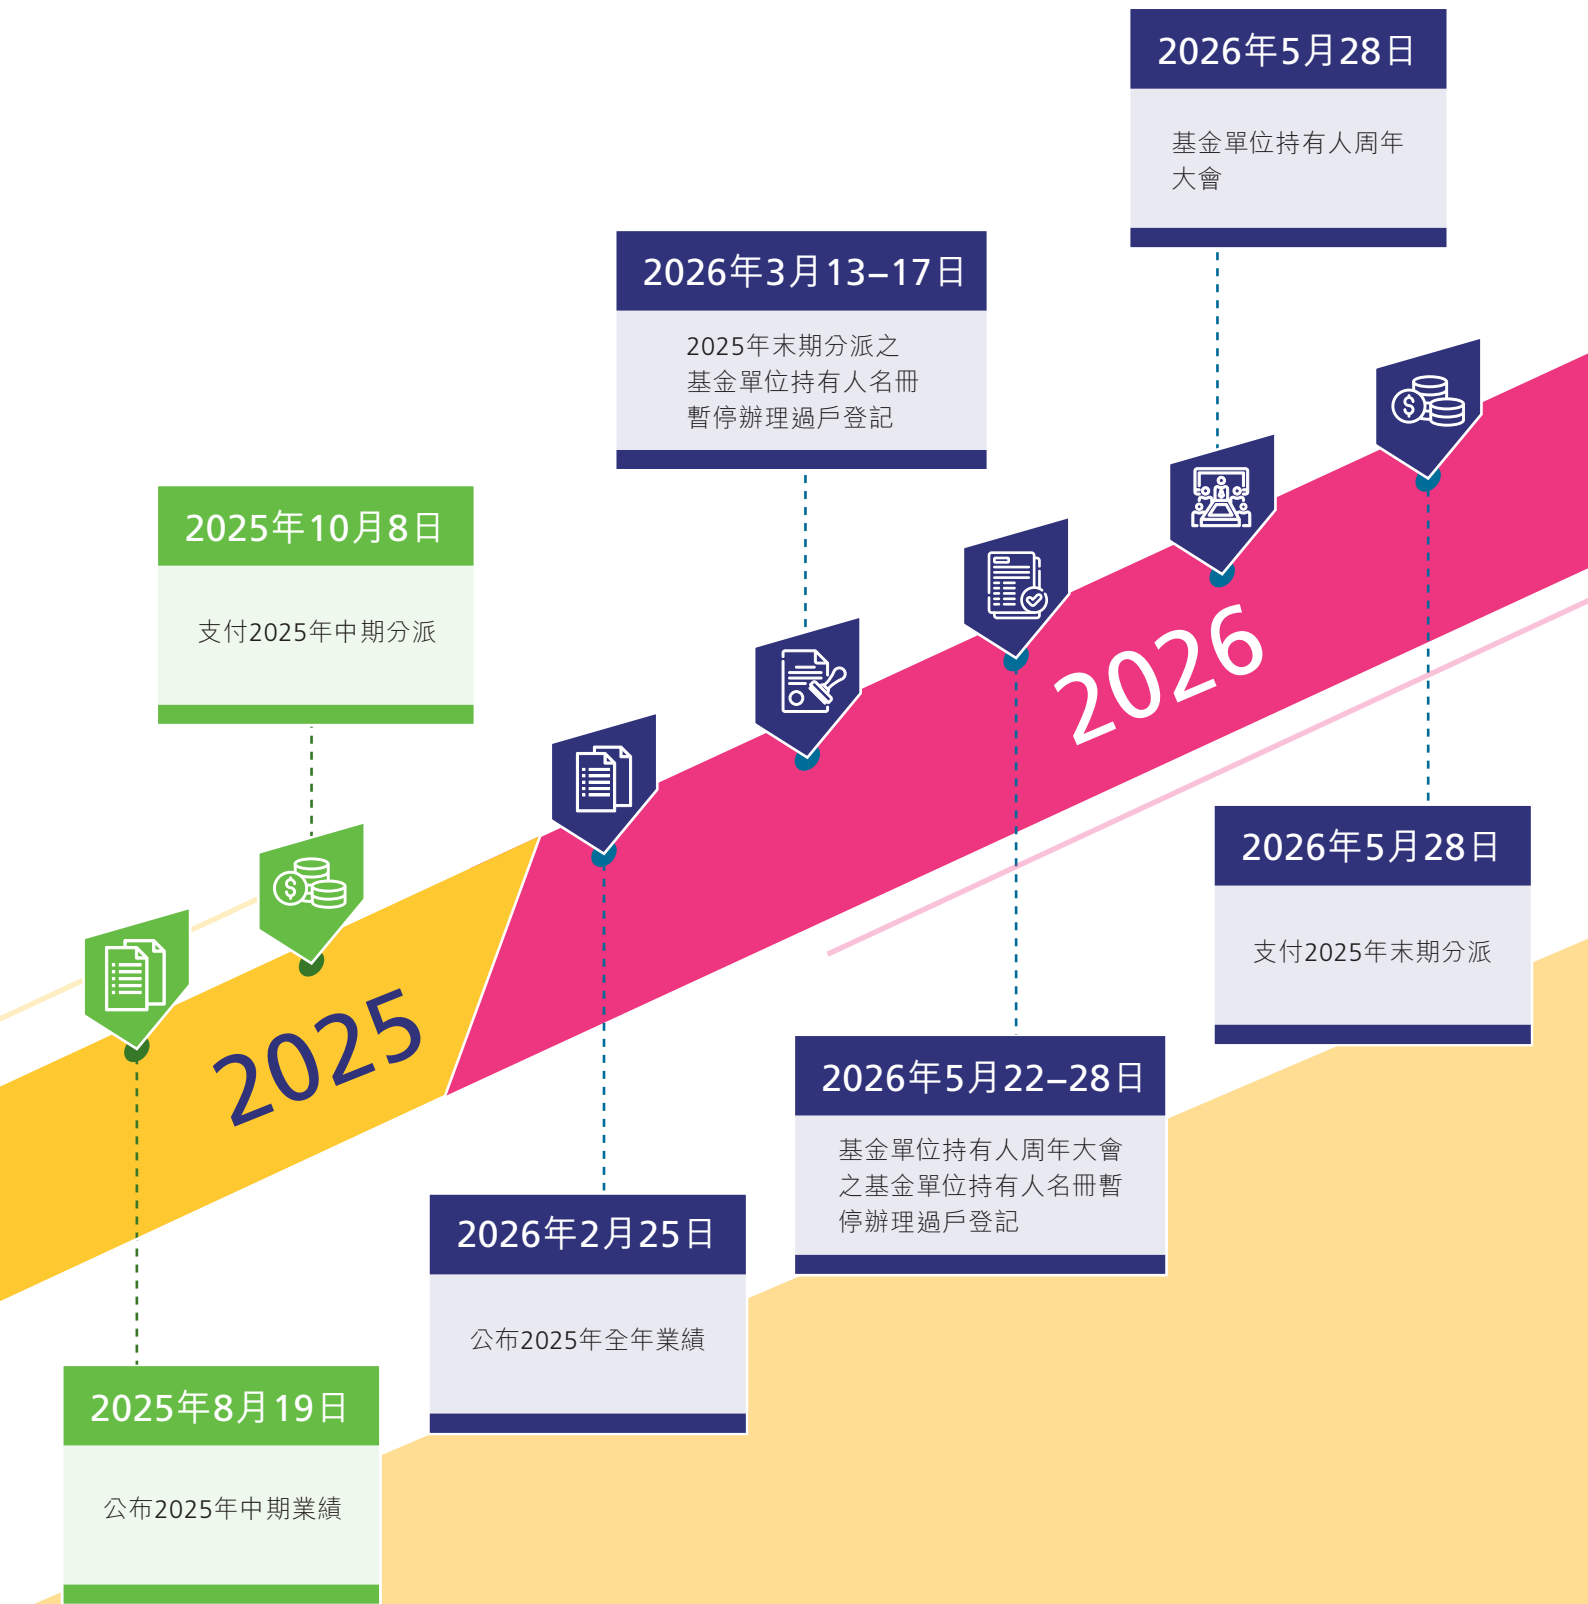 2026年5月28日
基金單位持有人周年
大會
2026年3月13–17日
2025年末期分派之
基金單位持有人名冊
暫停辦理過戶登記
2025年10月8日
支付2025年中期分派
2026
2025
2026年5月28日
支付2025年末期分派
2026年5月22–28日
基金單位持有人周年大會
之基金單位持有人名冊暫
停辦理過戶登記
2026年2月25日
公布2025年全年業績
2025年8月19日
公布2025年中期業績